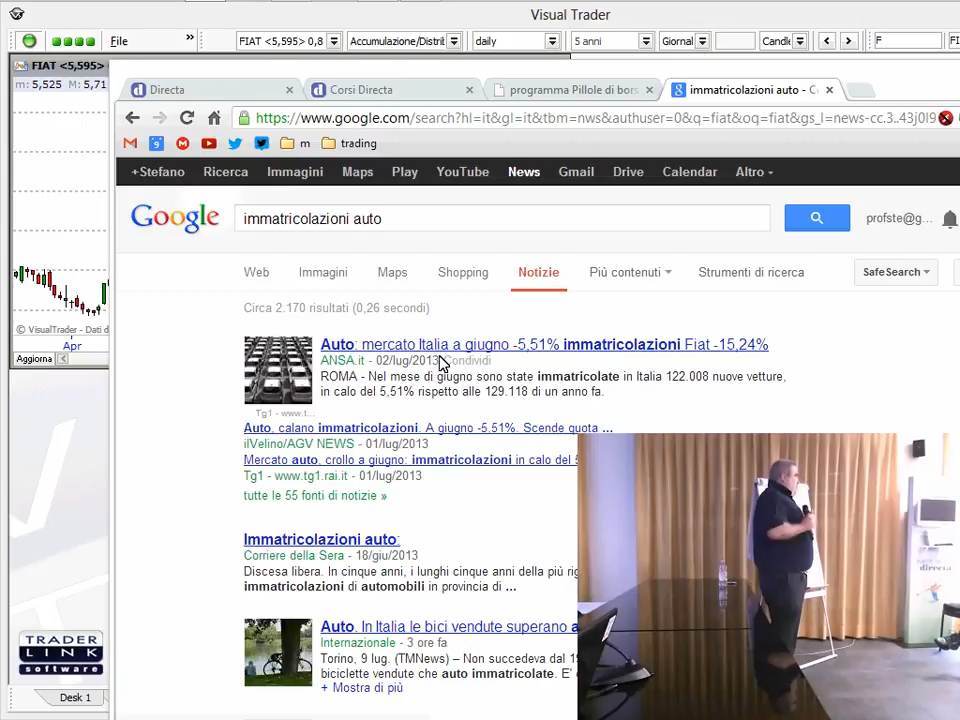 Visual Trader
File
»
FIAT <5,595> 0,8
Accumulazione/Distrib
daily
5 anni
Giornal
Candle
F
FIAT <5,595>
m: 5,525 M: 5,71
Directa
Corsi Directa
programma Pillole di bors
immatricolazioni auto - C
https://www.google.com/search?hl=it&gl=it&tbm=nws&authuser=0&q=fiat&oq=fiat&gs_l=news-cc.3..43j0l9
m
trading
+Stefano
Ricerca
Immagini
Maps
Play
YouTube
News
Gmail
Drive
Calendar
Altro
Google
immatricolazioni auto
profste@g...
Web
Immagini
Maps
Shopping
Notizie
Più contenuti
Strumenti di ricerca
SafeSearch
Circa 2.170 risultati (0,26 secondi)
Auto: mercato Italia a giugno -5,51% immatricolazioni Fiat -15,24%
ANSA.it - 02/lug/2013 Condividi
ROMA - Nel mese di giugno sono state immatricolate in Italia 122.008 nuove vetture,
in calo del 5,51% rispetto alle 129.118 di un anno fa.
Tg1 - www.t...
Auto, calano immatricolazioni. A giugno -5.51%. Scende quota ...
ilVelino/AGV NEWS - 01/lug/2013
Mercato auto, crollo a giugno: immatricolazioni in calo del 5
Tg1 - www.tg1.rai.it - 01/lug/2013
tutte le 55 fonti di notizie »
Immatricolazioni auto:
Corriere della Sera - 18/giu/2013
Discesa libera. In cinque anni, i lunghi cinque anni della più rig
immatricolazioni di automobili in provincia di ...
Auto. In Italia le bici vendute superano a
Internazionale - 3 ore fa
Torino, 9 lug. (TMNews) – Non succedeva dal 1
biciclette vendute che auto immatricolate. E'
+ Mostra di più
© VisualTrader - Dati d
Apr
Aggiorna
TRADER
LINK
software
Desk 1
directa